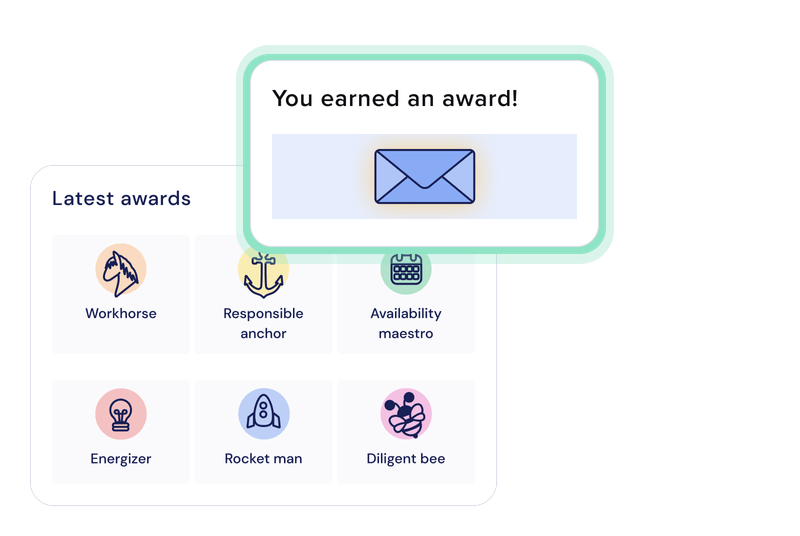 You earned an award!
Latest awards
Workhorse
Responsible
anchor
Availability
maestro
Energizer
Rocket man
Diligent bee